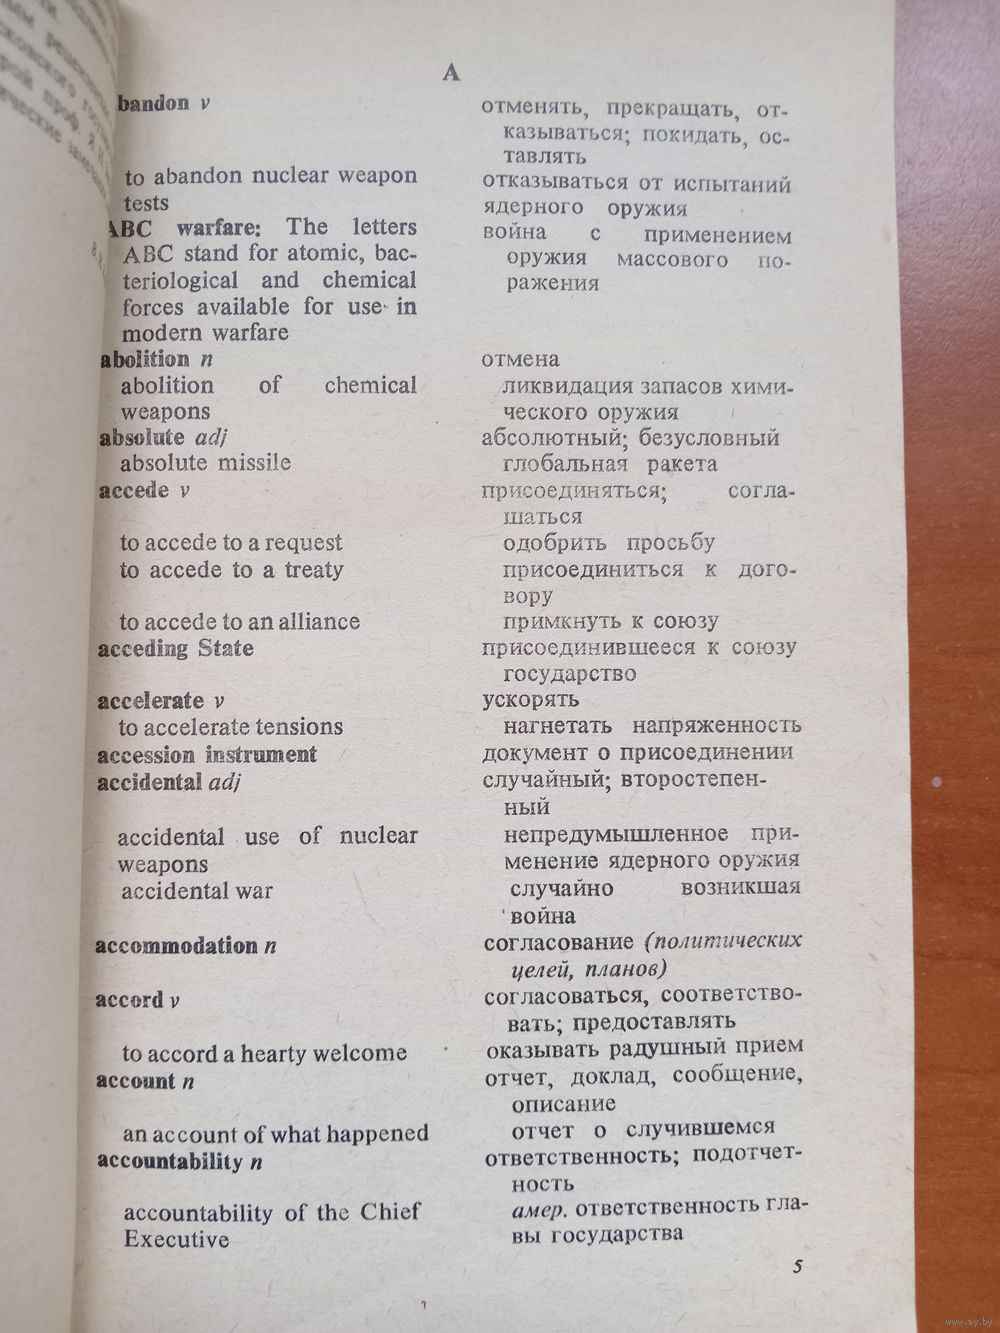 A
bandon v
отменять, прекращать, от-
казываться; покидать, ос-
тавлять
to abandon nuclear weapon
tests
отказываться от испытаний
ядерного оружия
ABC warfare: The letters
ABC stand for atomic, bac-
teriological and chemical
forces available for use in
modern warfare
война с применением
оружия массового по-
ражения
abolition n
отмена
abolition of chemical
weapons
ликвидация запасов хими-
ческого оружия
absolute adj
абсолютный; безусловный
absolute missile
глобальная ракета
accede v
присоединяться; согла-
шаться
to accede to a request
одобрить просьбу
to accede to a treaty
присоединиться к дого-
вору
to accede to an alliance
примкнуть к союзу
acceding State
присоединившееся к союзу
государство
accelerate v
ускорять
to accelerate tensions
нагнетать напряженность
accession instrument
документ о присоединении
accidental adj
случайный; второстепен-
ный
accidental use of nuclear
weapons
непредумышленное при-
менение ядерного оружия
accidental war
случайно возникшая
война
accommodation n
согласование (политических
целей, планов)
accord v
согласоваться, соответство-
вать; предоставлять
to accord a hearty welcome
оказывать радушный прием
account n
отчет, доклад, сообщение,
описание
an account of what happened
отчет о случившемся
accountability n
ответственность; подотчет-
ность
accountability of the Chief
Executive
амер. ответственность гла-
вы государства
5
www.ay.by